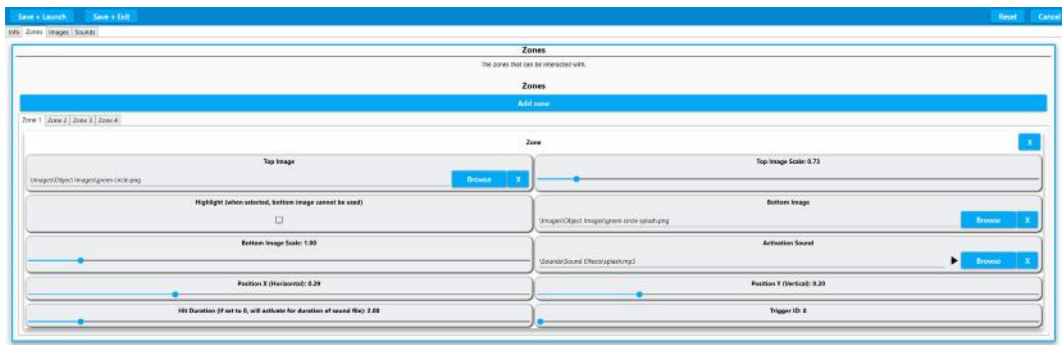 Save + Launch Save + Exit Reset Cancel
Info Zones Images Sounds
Zones
The zones that can be interacted with.
Zones
Add zone
Zone 1 Zone 2 Zone 3 Zone 4
Zone X
Top Image Top Image Scale: 0.73
\Images\Object Images\green circle.png Browse X
Highlight (when selected, bottom image cannot be used) Bottom Image
\Images\Object Images\green circle splash.png Browse X
Bottom Image Scale: 1.00 Activation Sound
\Sounds\Sound Effects\splash.mp3 Browse X
Position X (Horizontal): 0.29 Position Y (Vertical): 0.20
Hit Duration (if set to 0, will activate for duration of sound file): 2.00 Trigger ID: 0